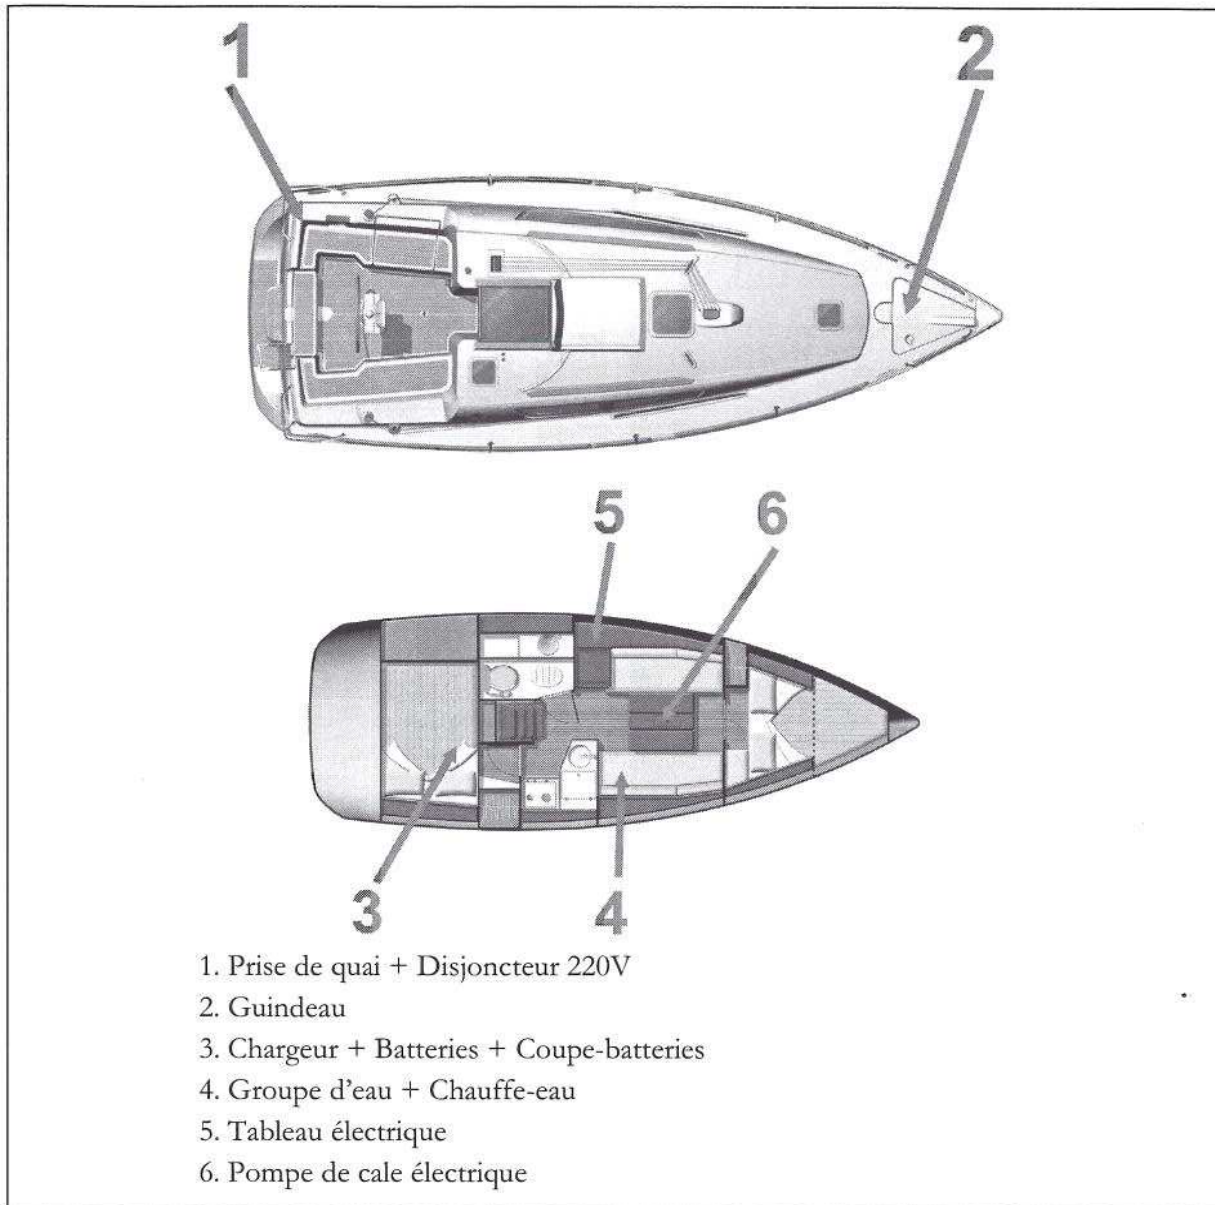 1
2
5
6
3
4
1. Prise de quai + Disjoncteur 220V
2. Guindeau
3. Chargeur + Batteries + Coupe-batteries
4. Groupe d'eau + Chauffe-eau
5. Tableau électrique
6. Pompe de cale électrique